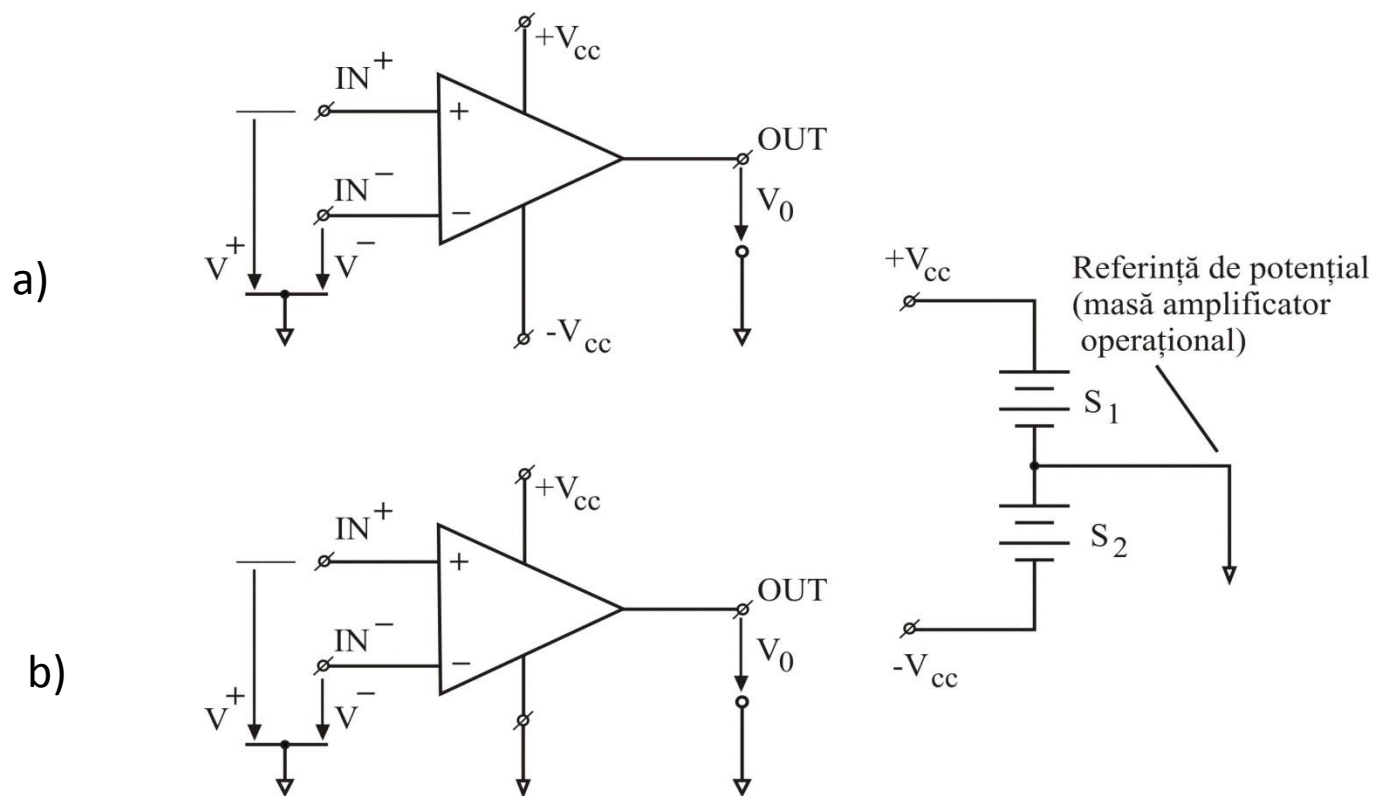 +Vcc
IN+
+
OUT
IN−
−
V0
V+
V−
a)
-Vcc
+Vcc
Referință de potențial
(masă amplificator
operațional)
S1
S2
-Vcc
+Vcc
IN+
+
OUT
IN−
−
V0
b)
V+
V−